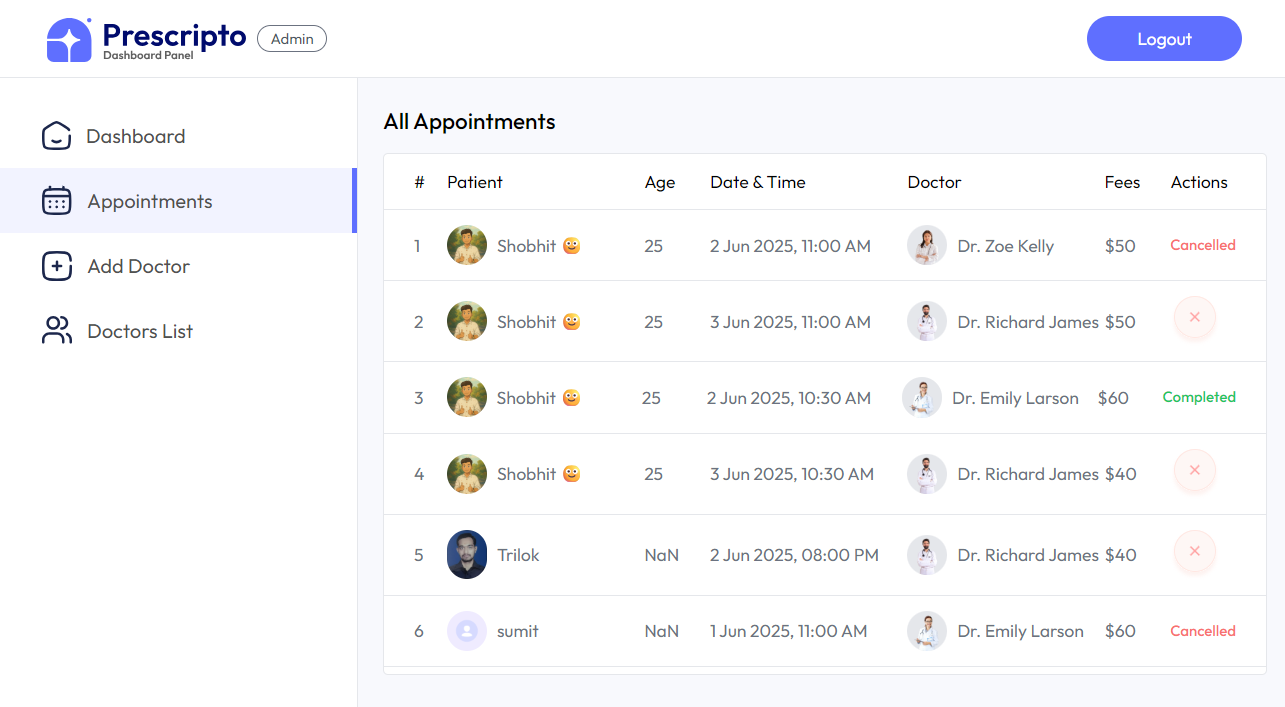 Prescripto
Dashboard Panel
Admin
Logout
Dashboard
Appointments
Add Doctor
Doctors List
All Appointments
# Patient Age Date & Time Doctor Fees Actions
1 Shobhit 25 2 Jun 2025, 11:00 AM Dr. Zoe Kelly $50 Cancelled
2 Shobhit 25 3 Jun 2025, 11:00 AM Dr. Richard James $50
3 Shobhit 25 2 Jun 2025, 10:30 AM Dr. Emily Larson $60 Completed
4 Shobhit 25 3 Jun 2025, 10:30 AM Dr. Richard James $40
5 Trilok NaN 2 Jun 2025, 08:00 PM Dr. Richard James $40
6 sumit NaN 1 Jun 2025, 11:00 AM Dr. Emily Larson $60 Cancelled